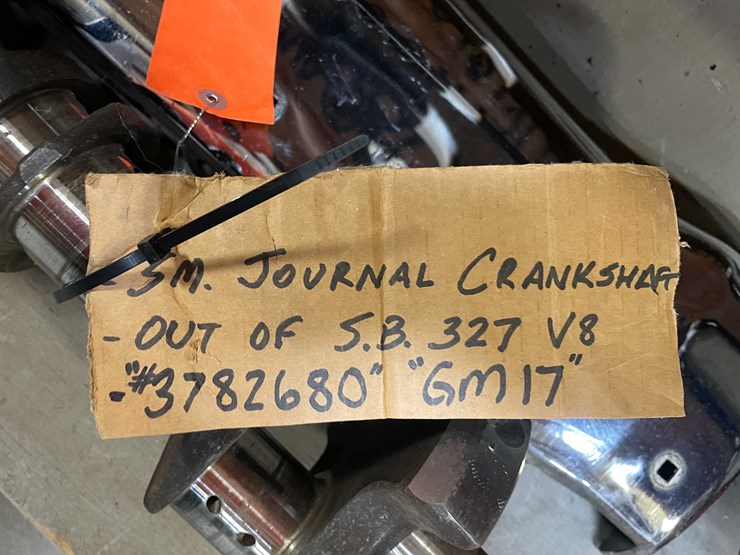 - SM. JOURNAL CRANKSHAFT
- OUT OF S.B. 327 V8
- "#3782680" "GM17"